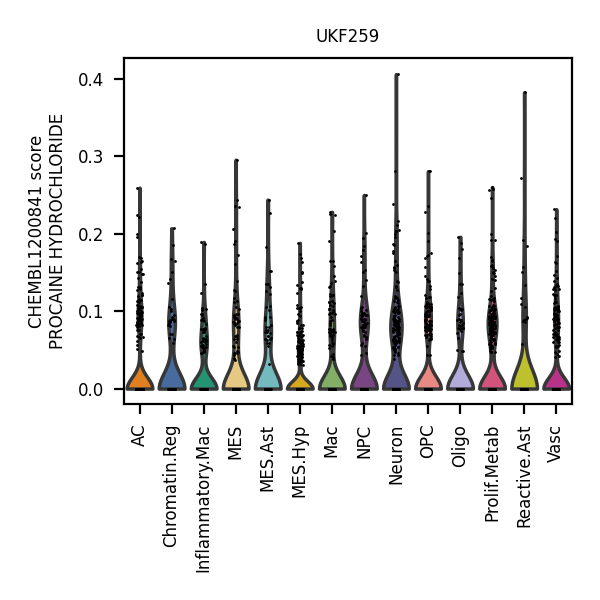 UKF259
CHEMBL1200841 score
PROCAINE HYDROCHLORIDE
0.4
0.3
0.2
0.1
0.0
AC
Chromatin.Reg
Inflammatory.Mac
MES
MES.Ast
MES.Hyp
Mac
NPC
Neuron
OPC
Oligo
Prolif.Metab
Reactive.Ast
Vasc